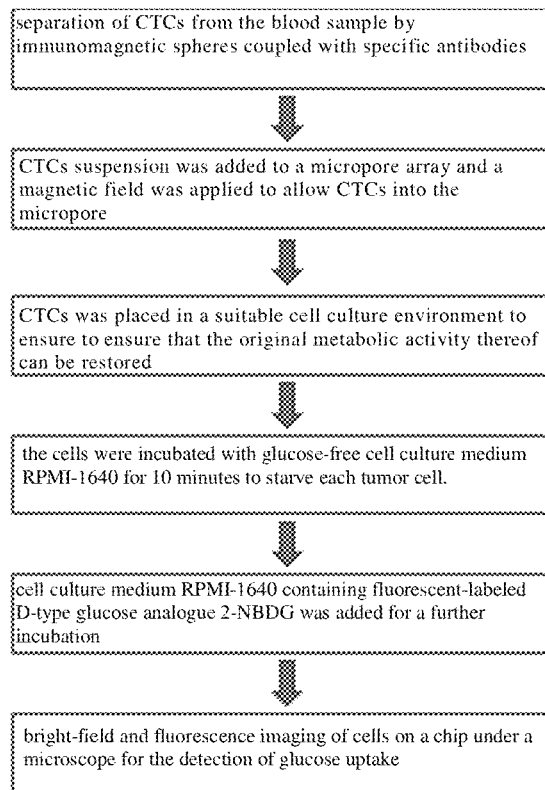 separation of CTCs from the blood sample by
immunomagnetic spheres coupled with specific antibodies
CTCs suspension was added to a micropore array and a
magnetic field was applied to allow CTCs into the
micropore
CTCs was placed in a suitable cell culture environment to
ensure to ensure that the original metabolic activity thereof
can be restored
the cells were incubated with glucose-free cell culture medium
RPMI-1640 for 10 minutes to starve each tumor cell.
cell culture medium RPMI-1640 containing fluorescent-labeled
D-type glucose analogue 2-NBDG was added for a further
incubation
bright-field and fluorescence imaging of cells on a chip under a
microscope for the detection of glucose uptake